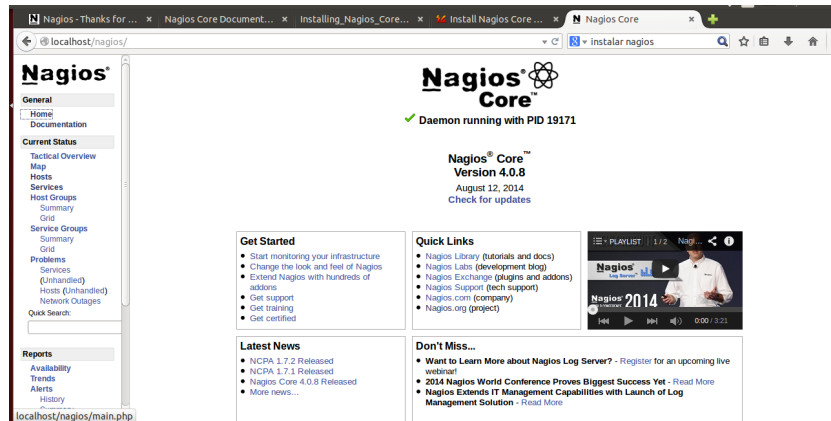 Nagios - Thanks for ... × Nagios Core Document... × Installing_Nagios_Core... × Install Nagios Core ... × Nagios Core ×
localhost/nagios/ instalar nagios
Nagios®
General
Home
Documentation
Current Status
Tactical Overview
Map
Hosts
Services
Host Groups
Summary
Grid
Service Groups
Summary
Grid
Problems
Services
(Unhandled)
Hosts (Unhandled)
Network Outages
Quick Search:
Reports
Availability
Trends
Alerts
History
localhost/nagios/main.php
Nagios®
Core™
Daemon running with PID 19171
Nagios® Core™
Version 4.0.8
August 12, 2014
Check for updates
Get Started
Start monitoring your infrastructure
Change the look and feel of Nagios
Extend Nagios with hundreds of
addons
Get support
Get training
Get certified
Quick Links
Nagios Library (tutorials and docs)
Nagios Labs (development blog)
Nagios Exchange (plugins and addons)
Nagios Support (tech support)
Nagios.com (company)
Nagios.org (project)
PLAYLIST 1/2 Nagi...
Nagios
Log Server
Nagios 2014
0:00 / 3:21
Latest News
NCPA 1.7.2 Released
NCPA 1.7.1 Released
Nagios Core 4.0.8 Released
More news...
Don't Miss...
Want to Learn More about Nagios Log Server? - Register for an upcoming live
webinar!
2014 Nagios World Conference Proves Biggest Success Yet - Read More
Nagios Extends IT Management Capabilities with Launch of Log
Management Solution - Read More